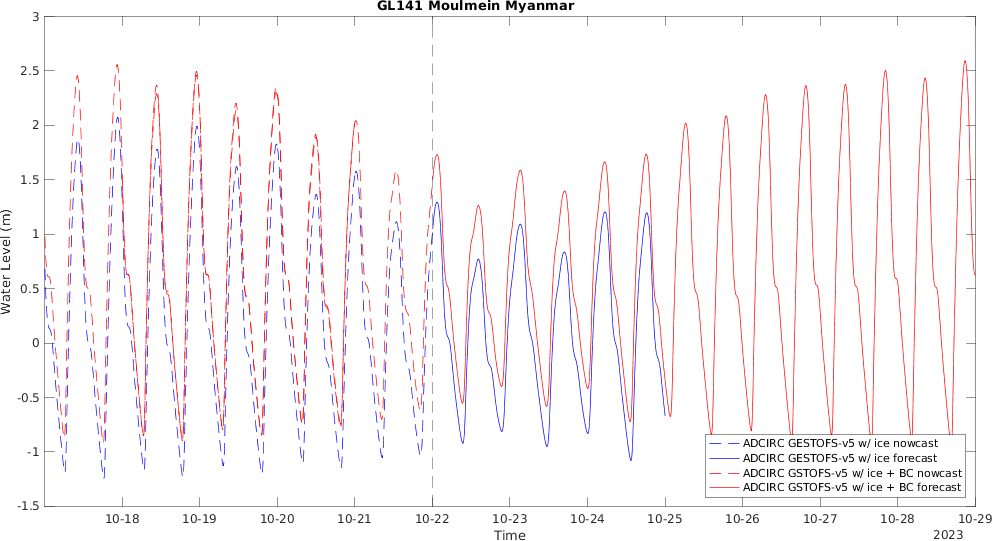 GL141 Moulmein Myanmar
3
2.5
2
1.5
1
0.5
0
-0.5
-1
-1.5
Water Level (m)
ADCIRC GESTOFS-v5 w/ ice nowcast
ADCIRC GESTOFS-v5 w/ ice forecast
ADCIRC GSTOFS-v5 w/ ice + BC nowcast
ADCIRC GSTOFS-v5 w/ ice + BC forecast
10-18 10-19 10-20 10-21 10-22 10-23 10-24 10-25 10-26 10-27 10-28 10-29
Time
2023